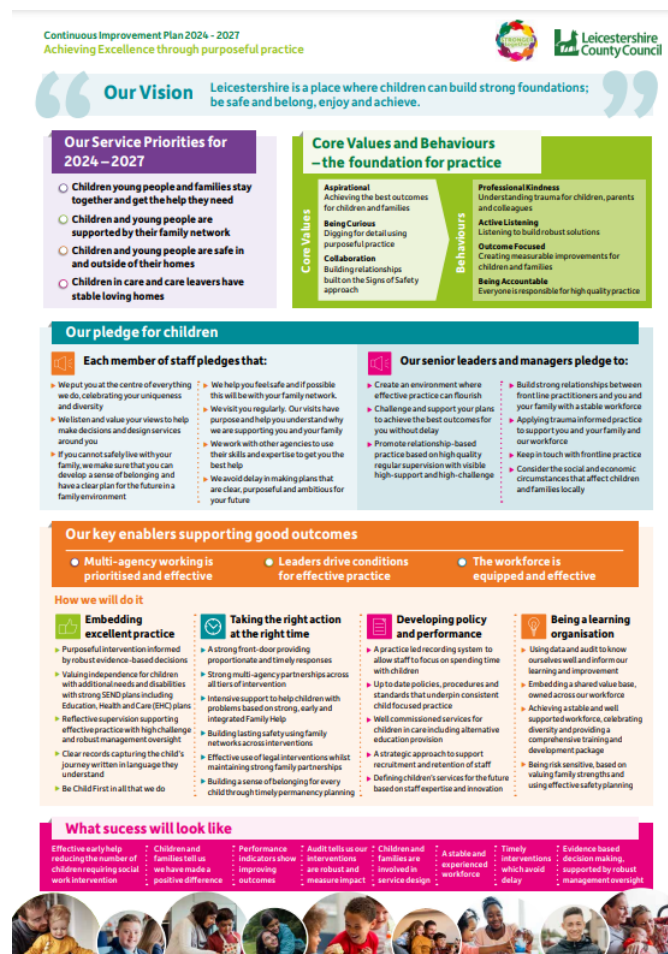 Continuous Improvement Plan 2024 - 2027
Achieving Excellence through purposeful practice
STRONGER
Leicestershire
County Council
Our Vision
Leicestershire is a place where children can build strong foundations;
be safe and belong, enjoy and achieve.
Our Service Priorities for
2024 – 2027
Children young people and families stay
together and get the help they need
Children and young people are
supported by their family network
Children and young people are safe in
and outside of their homes
Children in care and care leavers have
stable loving homes
Core Values and Behaviours
– the foundation for practice
Core Values
Aspirational
Achieving the best outcomes
for children and families
Being Curious
Digging for detail using
purposeful practice
Collaboration
Building relationships
built on the Signs of Safety
approach
Behaviours
Professional Kindness
Understanding trauma for children, parents
and colleagues
Active Listening
Listening to build robust solutions
Outcome Focused
Creating measurable improvements for
children and families
Being Accountable
Everyone is responsible for high quality practice
Our pledge for children
Each member of staff pledges that:
We put you at the centre of everything
we do, celebrating your uniqueness
and diversity
We listen and value your views to help
make decisions and design services
around you
If you cannot safely live with your
family, we make sure that you can
develop a sense of belonging and
have a clear plan for the future in a
family environment
We help you feel safe and if possible
this will be with your family network.
We visit you regularly. Our visits have
purpose and help you understand why
we are supporting you and your family
We work with other agencies to use
their skills and expertise to get you the
best help
We avoid delay in making plans that
are clear, purposeful and ambitious for
your future
Our senior leaders and managers pledge to:
Create an environment where
effective practice can flourish
Challenge and support your plans
to achieve the best outcomes for
you without delay
Promote relationship-based
practice based on high quality
regular supervision with visible
high-support and high-challenge
Build strong relationships between
front line practitioners and you and
your family with a stable workforce
Applying trauma informed practice
to support you and your family and
our workforce
Keep in touch with frontline practice
Consider the social and economic
circumstances that affect children
and families locally
Our key enablers supporting good outcomes
Multi-agency working is
prioritised and effective
Leaders drive conditions
for effective practice
The workforce is
equipped and effective
How we will do it
Embedding
excellent practice
Purposeful intervention informed
by robust evidence-based decisions
Valuing independence for children
with additional needs and disabilities
with strong SEND plans including
Education, Health and Care (EHC) plans
Reflective supervision supporting
effective practice with high challenge
and robust management oversight
Clear records capturing the child's
journey written in language they
understand
Be Child First in all that we do
Taking the right action
at the right time
A strong front-door providing
proportionate and timely responses
Strong multi-agency partnerships across
all tiers of intervention
Intensive support to help children with
problems based on strong, early and
integrated Family Help
Building lasting safety using family
networks across interventions
Effective use of legal interventions whilst
maintaining strong family partnerships
Building a sense of belonging for every
child through timely permanency planning
Developing policy
and performance
A practice led recording system to
allow staff to focus on spending time
with children
Up to date policies, procedures and
standards that underpin consistent
child focused practice
Well commissioned services for
children in care including alternative
education provision
A strategic approach to support
recruitment and retention of staff
Defining children's services for the future
based on staff expertise and innovation
Being a learning
organisation
Using data and audit to know
ourselves well and inform our
learning and improvement
Embedding a shared value base,
owned across our workforce
Achieving a stable and well
supported workforce, celebrating
diversity and providing a
comprehensive training and
development package
Being risk sensitive, based on
valuing family strengths and
using effective safety planning
What sucess will look like
Effective early help
reducing the number of
children requiring social
work intervention
Children and
families tell us
we have made a
positive difference
Performance
indicators show
improving
outcomes
Audit tells us our
interventions
are robust and
measure impact
Children and
families are
involved in
service design
A stable and
experienced
workforce
Timely
interventions
which avoid
delay
Evidence based
decision making,
supported by robust
management oversight